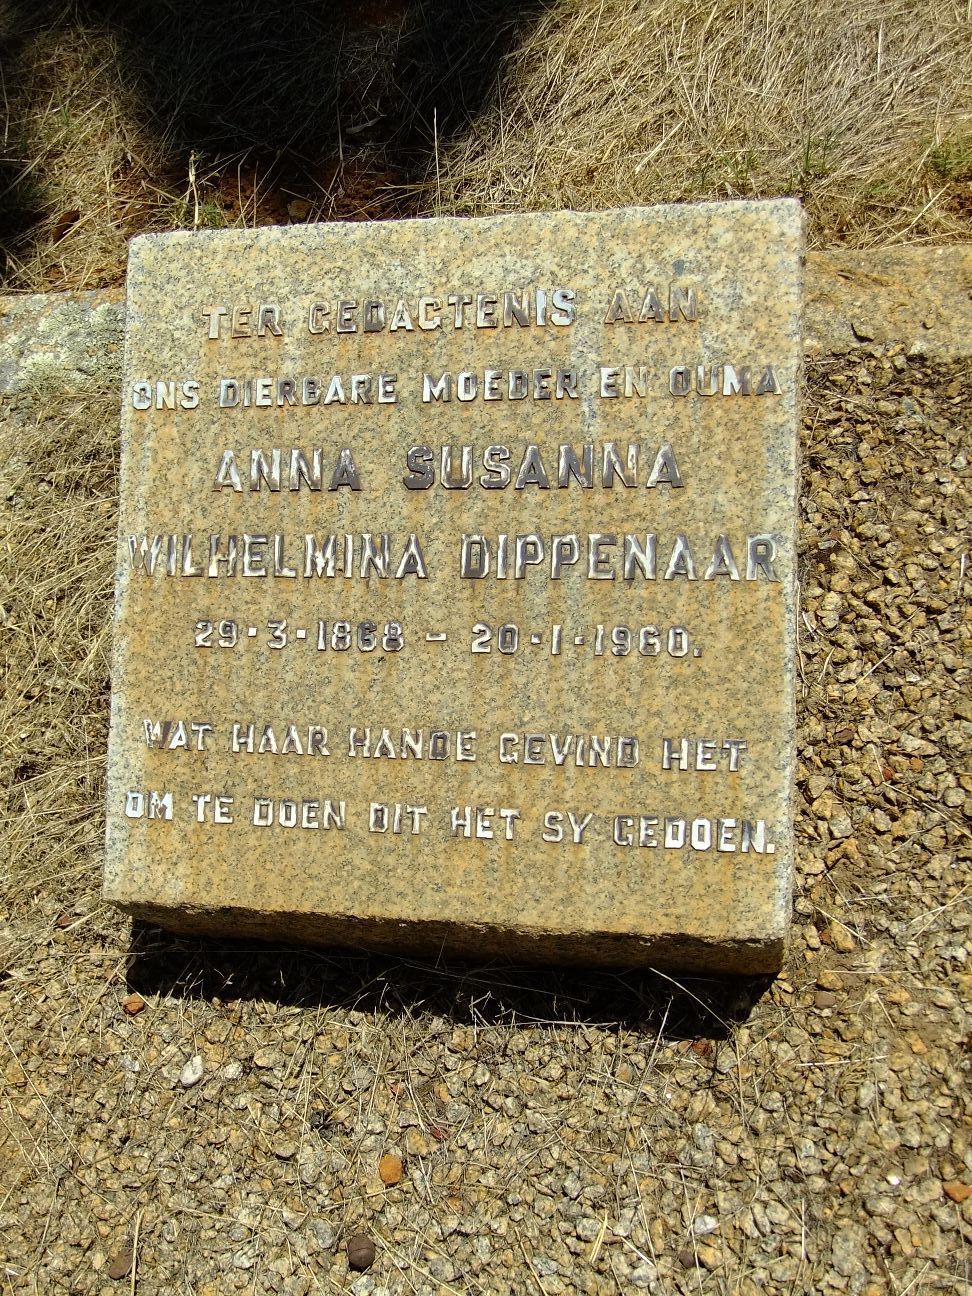 TER GEDAGTENIS AAN
ONS DIERBARE MOEDER EN OUMA
ANNA SUSANNA
WILHELMINA DIPPENAAR
29·3·1868 – 20·1·1960.
WAT HAAR HANDE GEVIND HET
OM TE DOEN DIT HET SY GEDOEN.